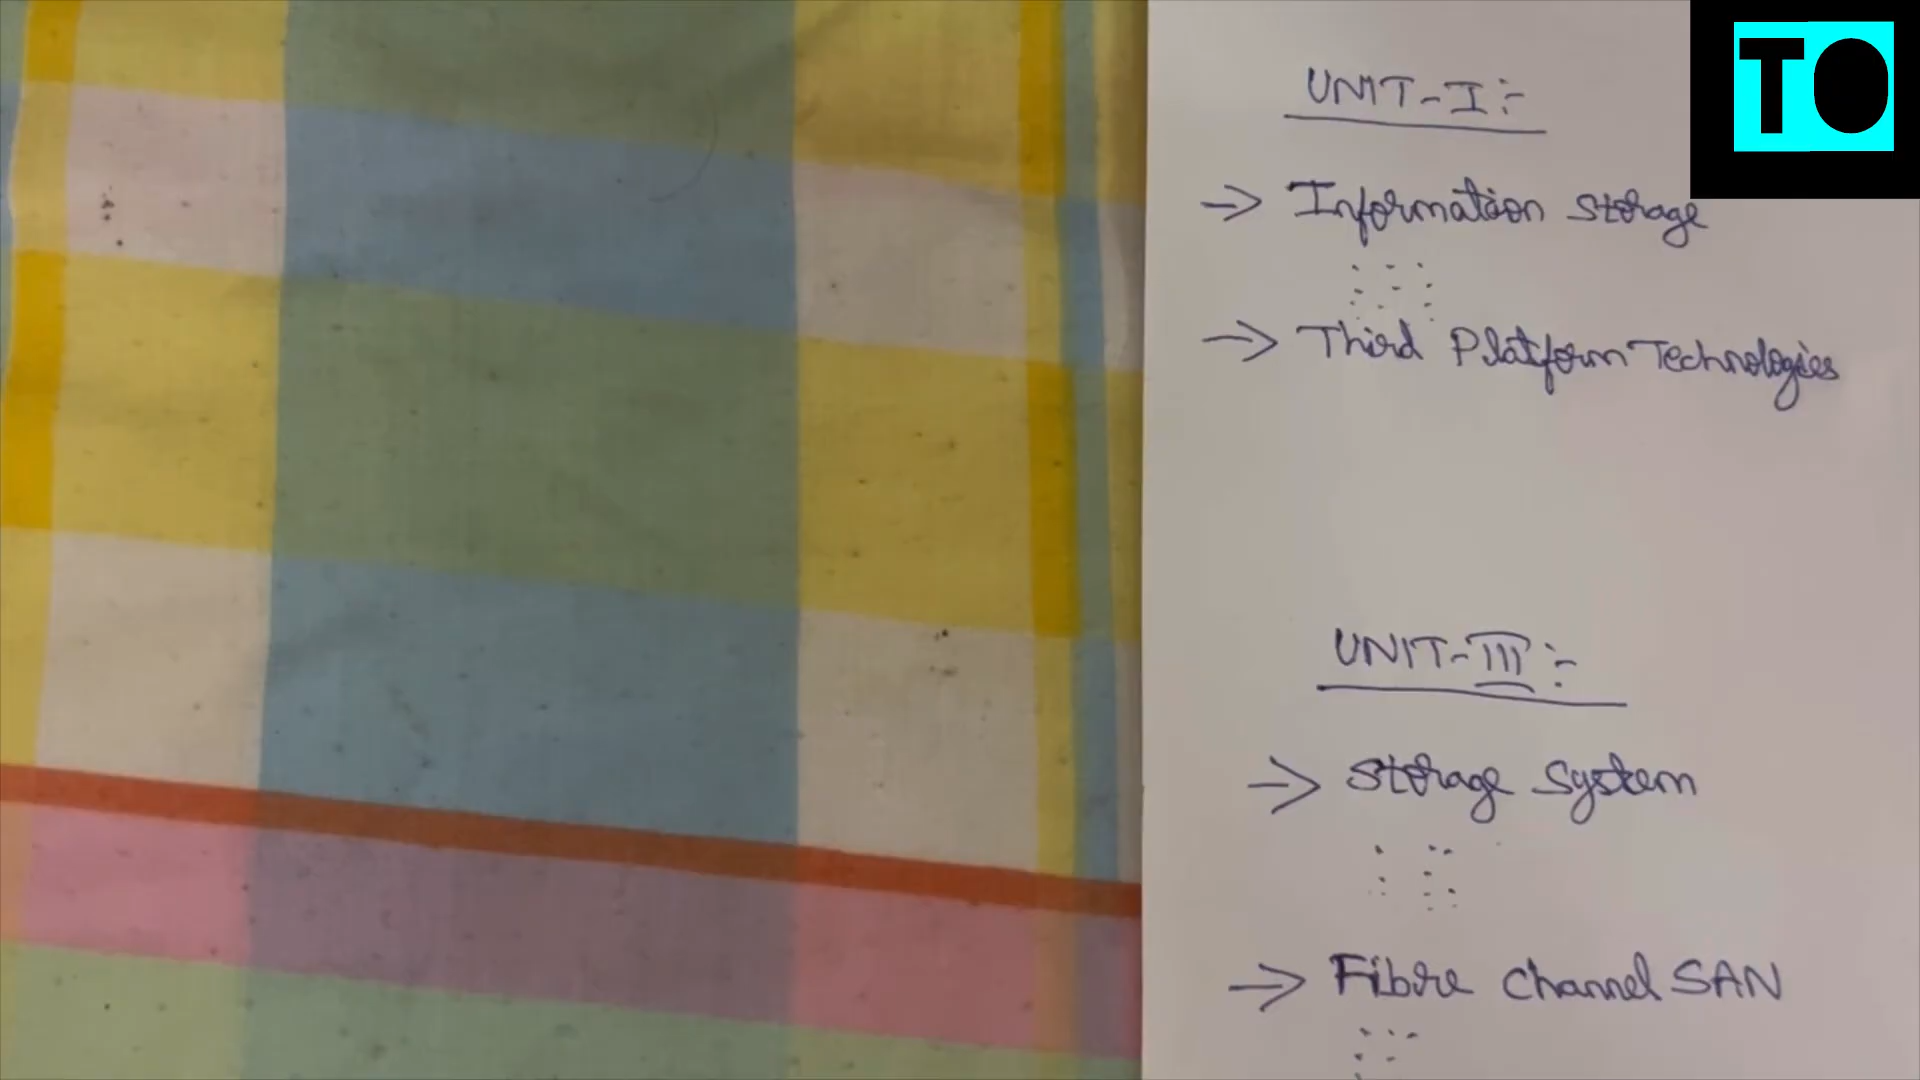 TO
UNIT-I :-
→ Information Storage
→ Third Platform Technologies
UNIT-III :-
→ Storage System
→ Fibre Channel SAN